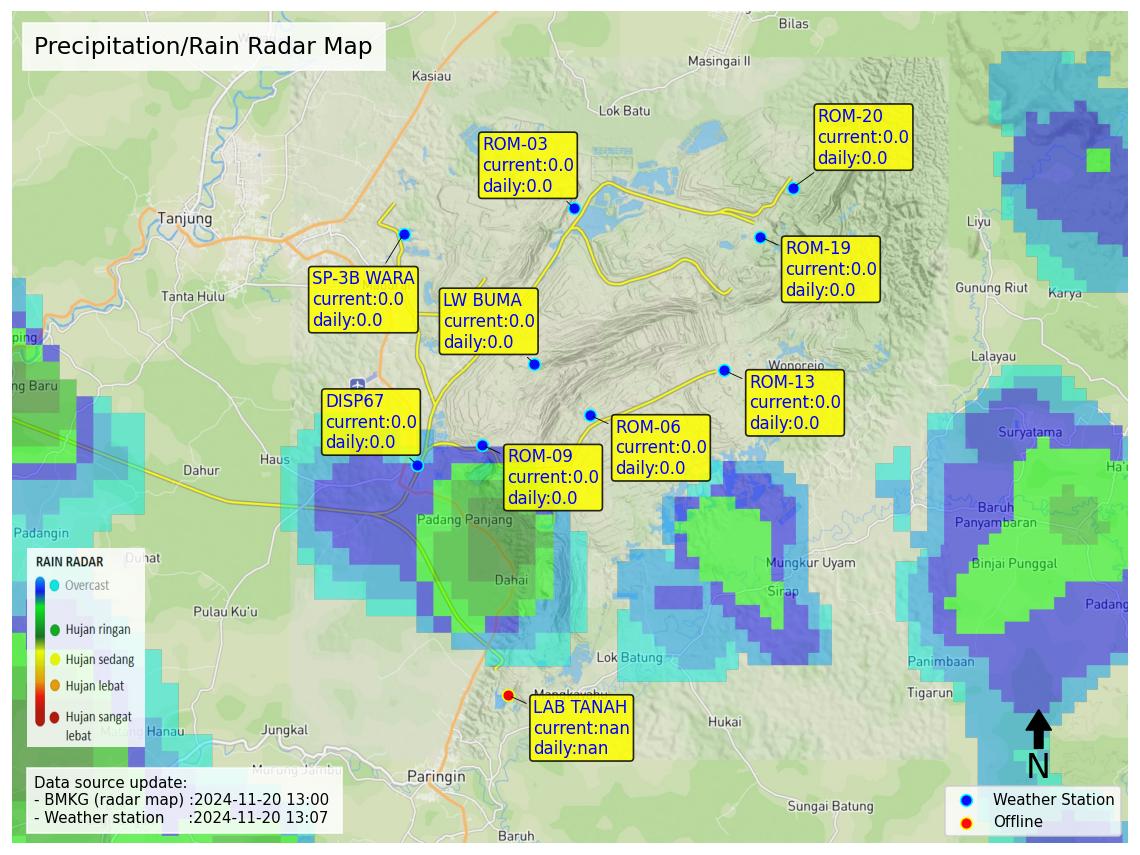 Precipitation/Rain Radar Map
Bilas
Masingai II
Kasiau
Lok Batu
ROM-20
current:0.0
daily:0.0
ROM-03
current:0.0
daily:0.0
Tanjung
Liyu
ROM-19
current:0.0
daily:0.0
SP-3B WARA
current:0.0
daily:0.0
Tanta Hulu
LW BUMA
current:0.0
daily:0.0
Gunung Riut
Karya
ping
Lalayau
Wonorejo
ng Baru
ROM-13
current:0.0
daily:0.0
DISP67
current:0.0
daily:0.0
ROM-06
current:0.0
daily:0.0
Suryatama
Haus
Dahur
ROM-09
current:0.0
daily:0.0
Ha'u
Padang Panjang
Baruh
Panyambaran
Padangin
Duhat
Mungkur Uyam
Binjai Punggal
Dahai
Sirap
Padang
Pulau Ku'u
RAIN RADAR
Overcast
Hujan ringan
Hujan sedang
Hujan lebat
Hujan sangat
lebat
Lok Batung
Panimbaan
Tigarun
LAB TANAH
current:nan
daily:nan
Hukai
Jungkal
Hanau
Murung Jambu
Paringin
N
Data source update:
- BMKG (radar map) :2024-11-20 13:00
- Weather station :2024-11-20 13:07
Sungai Batung
Baruh
Weather Station
Offline